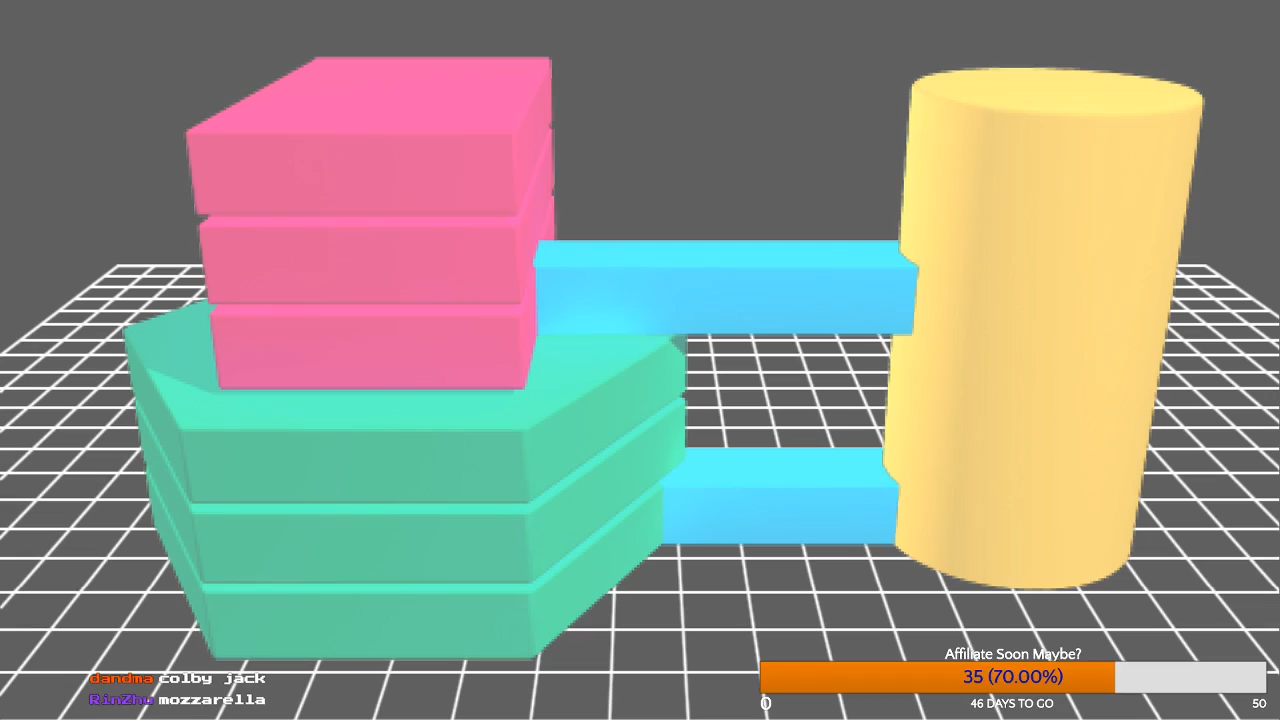 dandma colby jack
RinZhu mozzarella
Affiliate Soon Maybe?
35 (70.00%)
0 46 DAYS TO GO 50